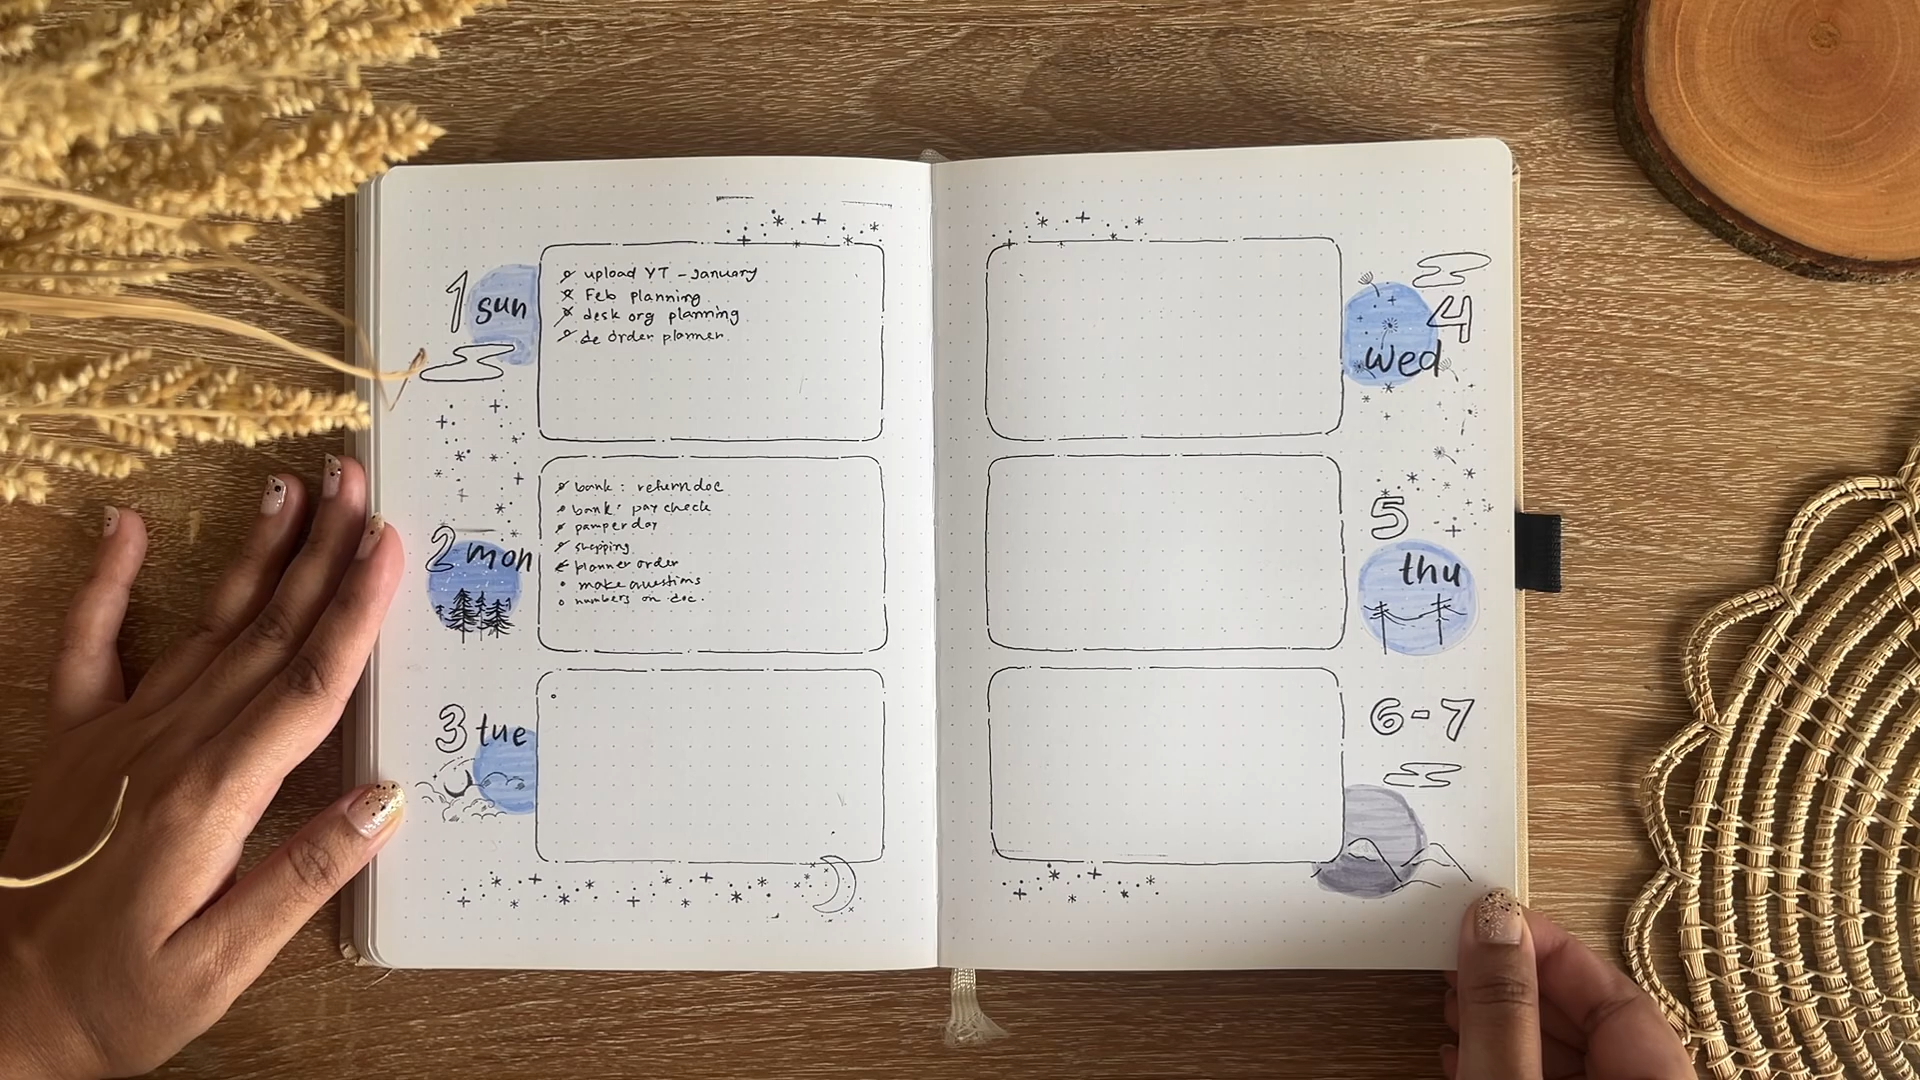 1 sun
upload YT - January
Feb planning
desk org planning
order planner
2 mon
bank: return doc
bank: pay check
pamper day
shopping
planner order
make questions
numbers on doc.
3 tue
4
wed
5
thu
6-7